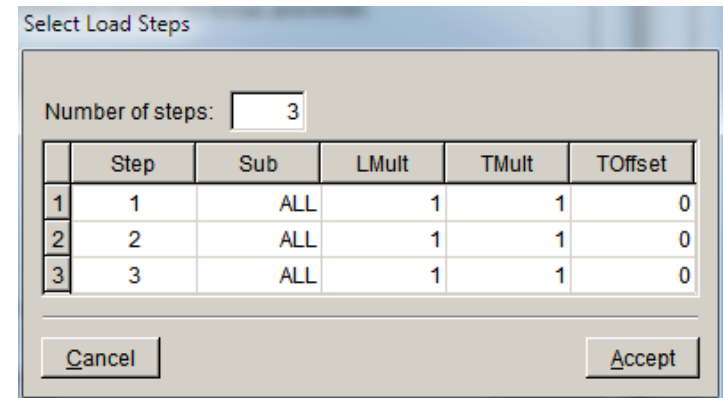 Select Load Steps
Number of steps: 3
Step Sub LMult TMult TOffset
1 1 ALL 1 1 0
2 2 ALL 1 1 0
3 3 ALL 1 1 0
Cancel Accept